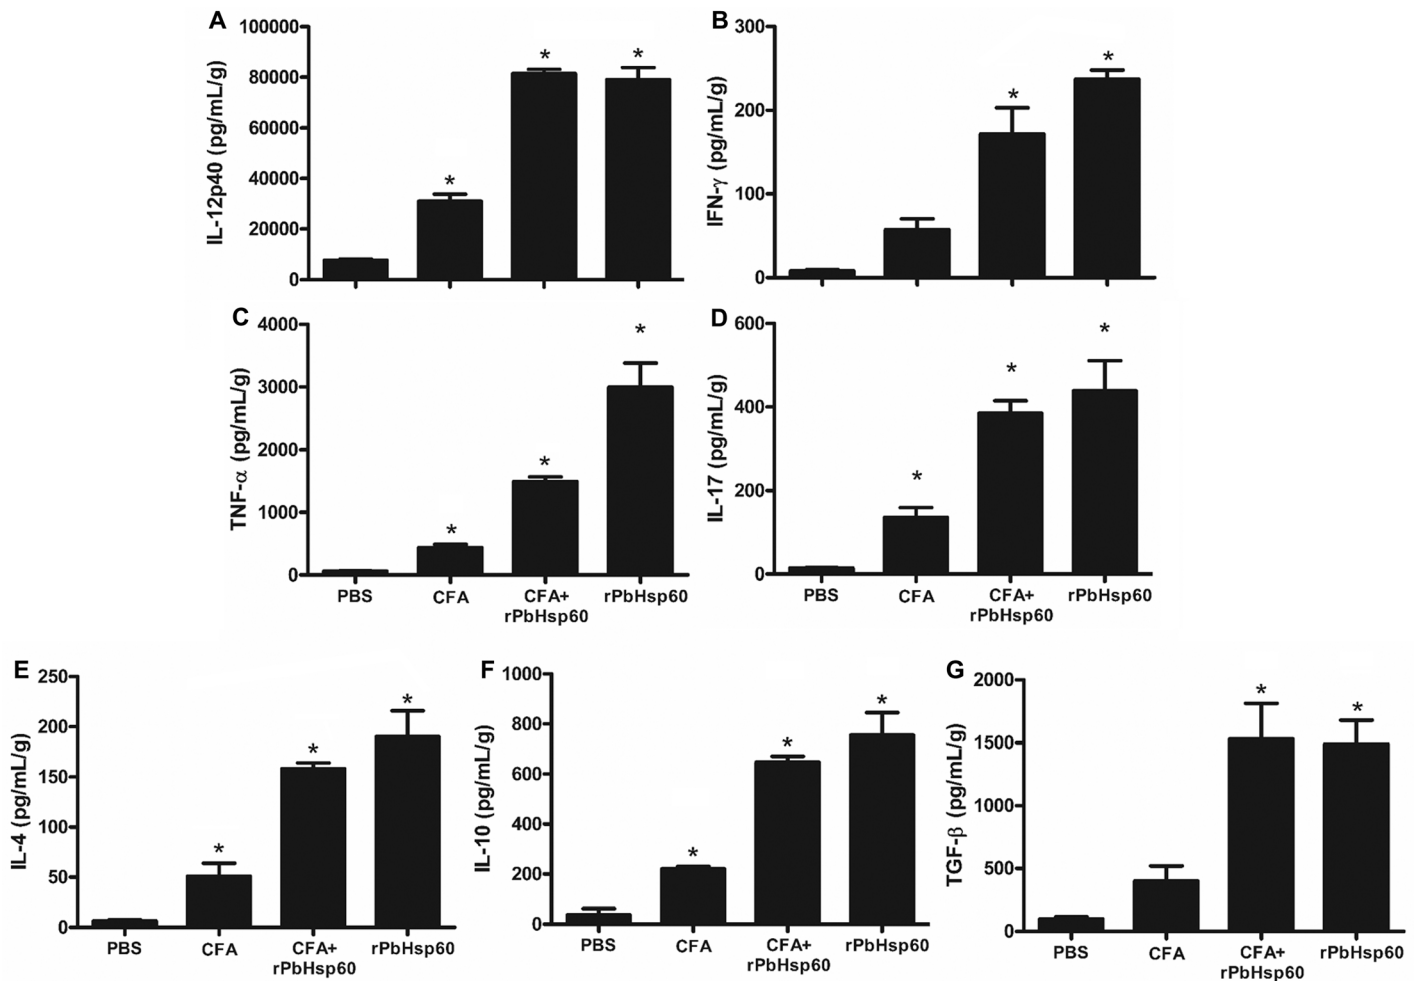 A
IL-12p40 (pg/mL/g)
100000
80000
60000
40000
20000
0
*
*
*
B
IFN-γ (pg/mL/g)
300
200
100
0
*
*
C
TNF-α (pg/mL/g)
4000
3000
2000
1000
0
*
*
*
PBS
CFA
CFA+
rPbHsp60
rPbHsp60
D
IL-17 (pg/mL/g)
600
400
200
0
*
*
*
PBS
CFA
CFA+
rPbHsp60
rPbHsp60
E
IL-4 (pg/mL/g)
250
200
150
100
50
0
*
*
*
PBS
CFA
CFA+
rPbHsp60
rPbHsp60
F
IL-10 (pg/mL/g)
1000
800
600
400
200
0
*
*
*
PBS
CFA
CFA+
rPbHsp60
rPbHsp60
G
TGF-β (pg/mL/g)
2000
1500
1000
500
0
*
*
PBS
CFA
CFA+
rPbHsp60
rPbHsp60